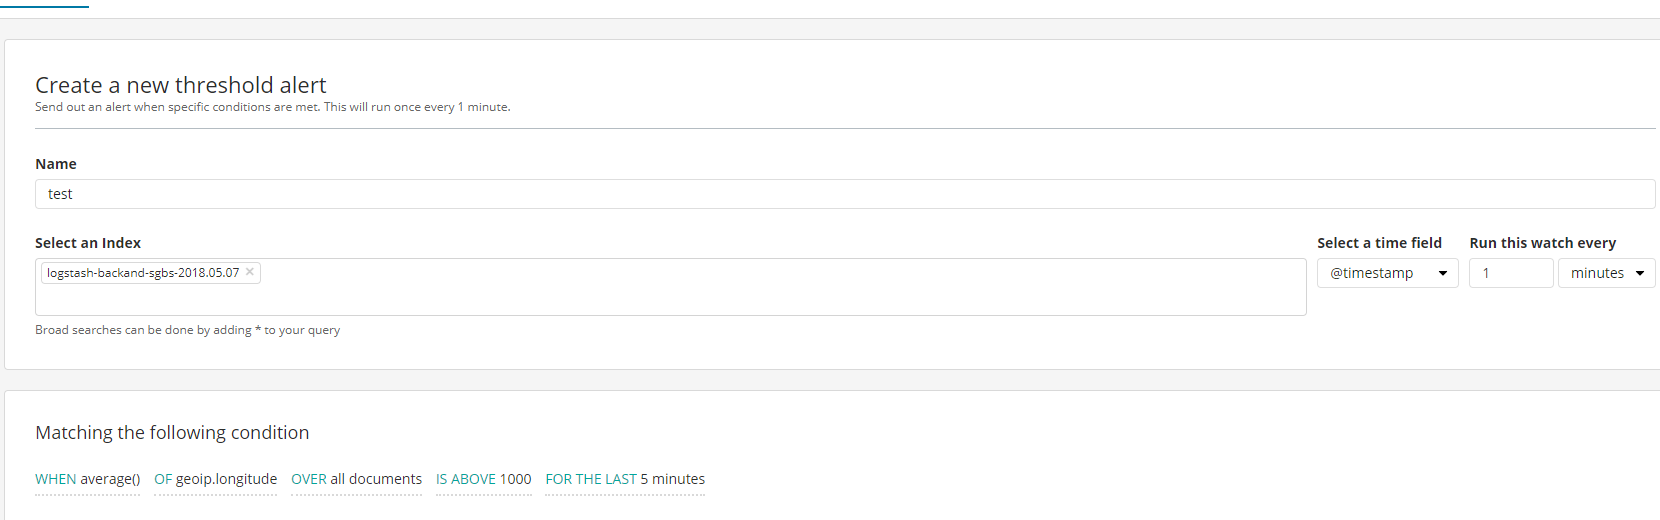 Create a new threshold alert
Send out an alert when specific conditions are met. This will run once every 1 minute.
Name
test
Select an Index
Select a time field
Run this watch every
logstash-backand-sgbs-2018.05.07 ×
@timestamp
1
minutes
Broad searches can be done by adding * to your query
Matching the following condition
WHEN average() OF geoip.longitude OVER all documents IS ABOVE 1000 FOR THE LAST 5 minutes